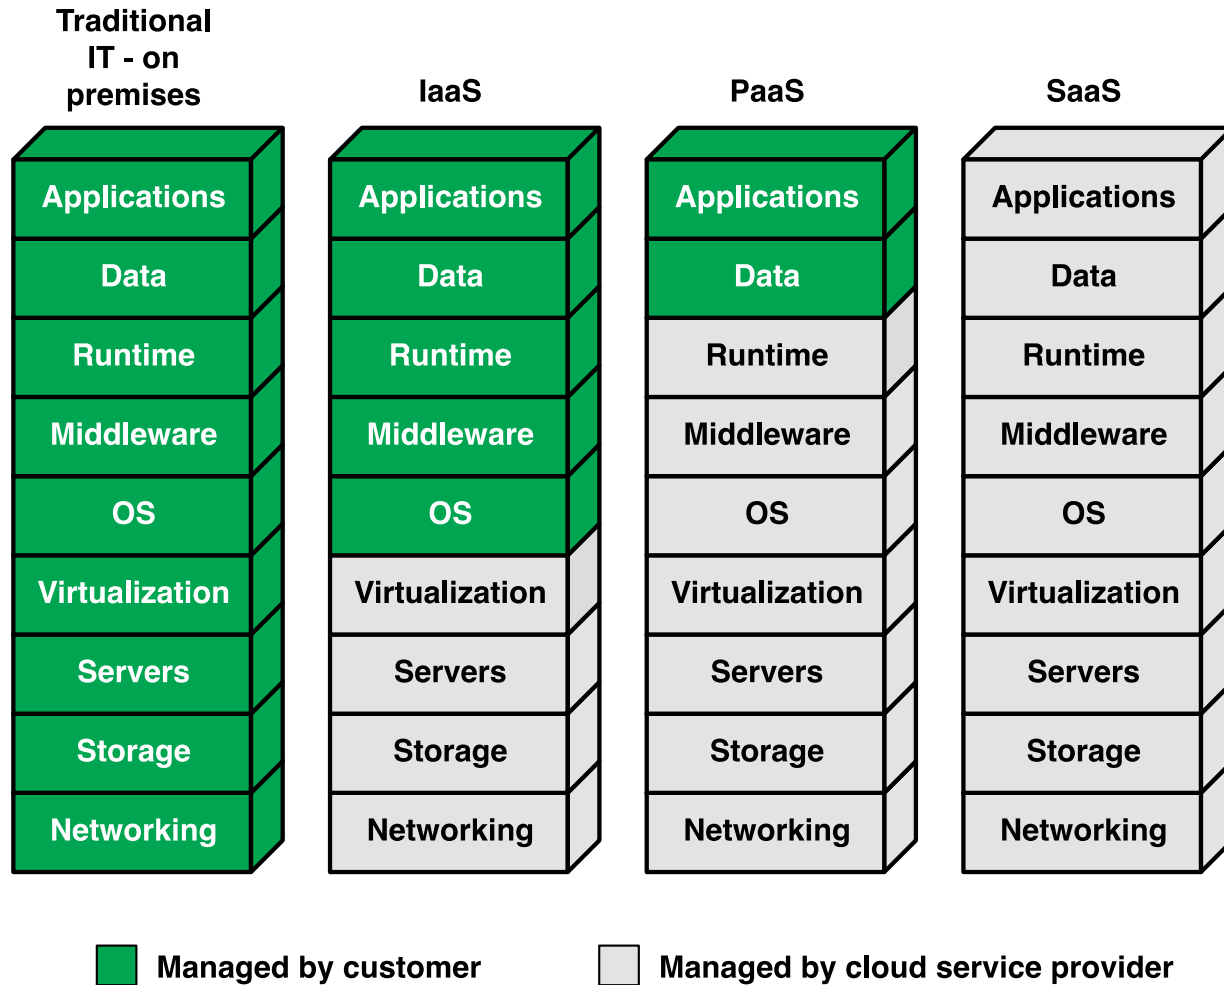 Traditional
IT - on
premises
IaaS
PaaS
SaaS
Applications
Data
Runtime
Middleware
OS
Virtualization
Servers
Storage
Networking
Applications
Data
Runtime
Middleware
OS
Virtualization
Servers
Storage
Networking
Applications
Data
Runtime
Middleware
OS
Virtualization
Servers
Storage
Networking
Applications
Data
Runtime
Middleware
OS
Virtualization
Servers
Storage
Networking
Managed by customer
Managed by cloud service provider